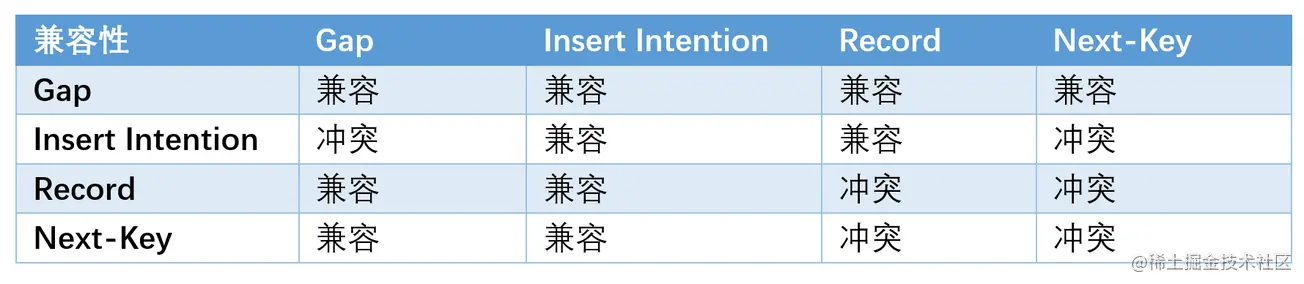 兼容性 Gap Insert Intention Record Next-Key
Gap 兼容 兼容 兼容 兼容
Insert Intention 冲突 兼容 兼容 冲突
Record 兼容 兼容 冲突 冲突
Next-Key 兼容 兼容 冲突 冲突
@稀土掘金技术社区